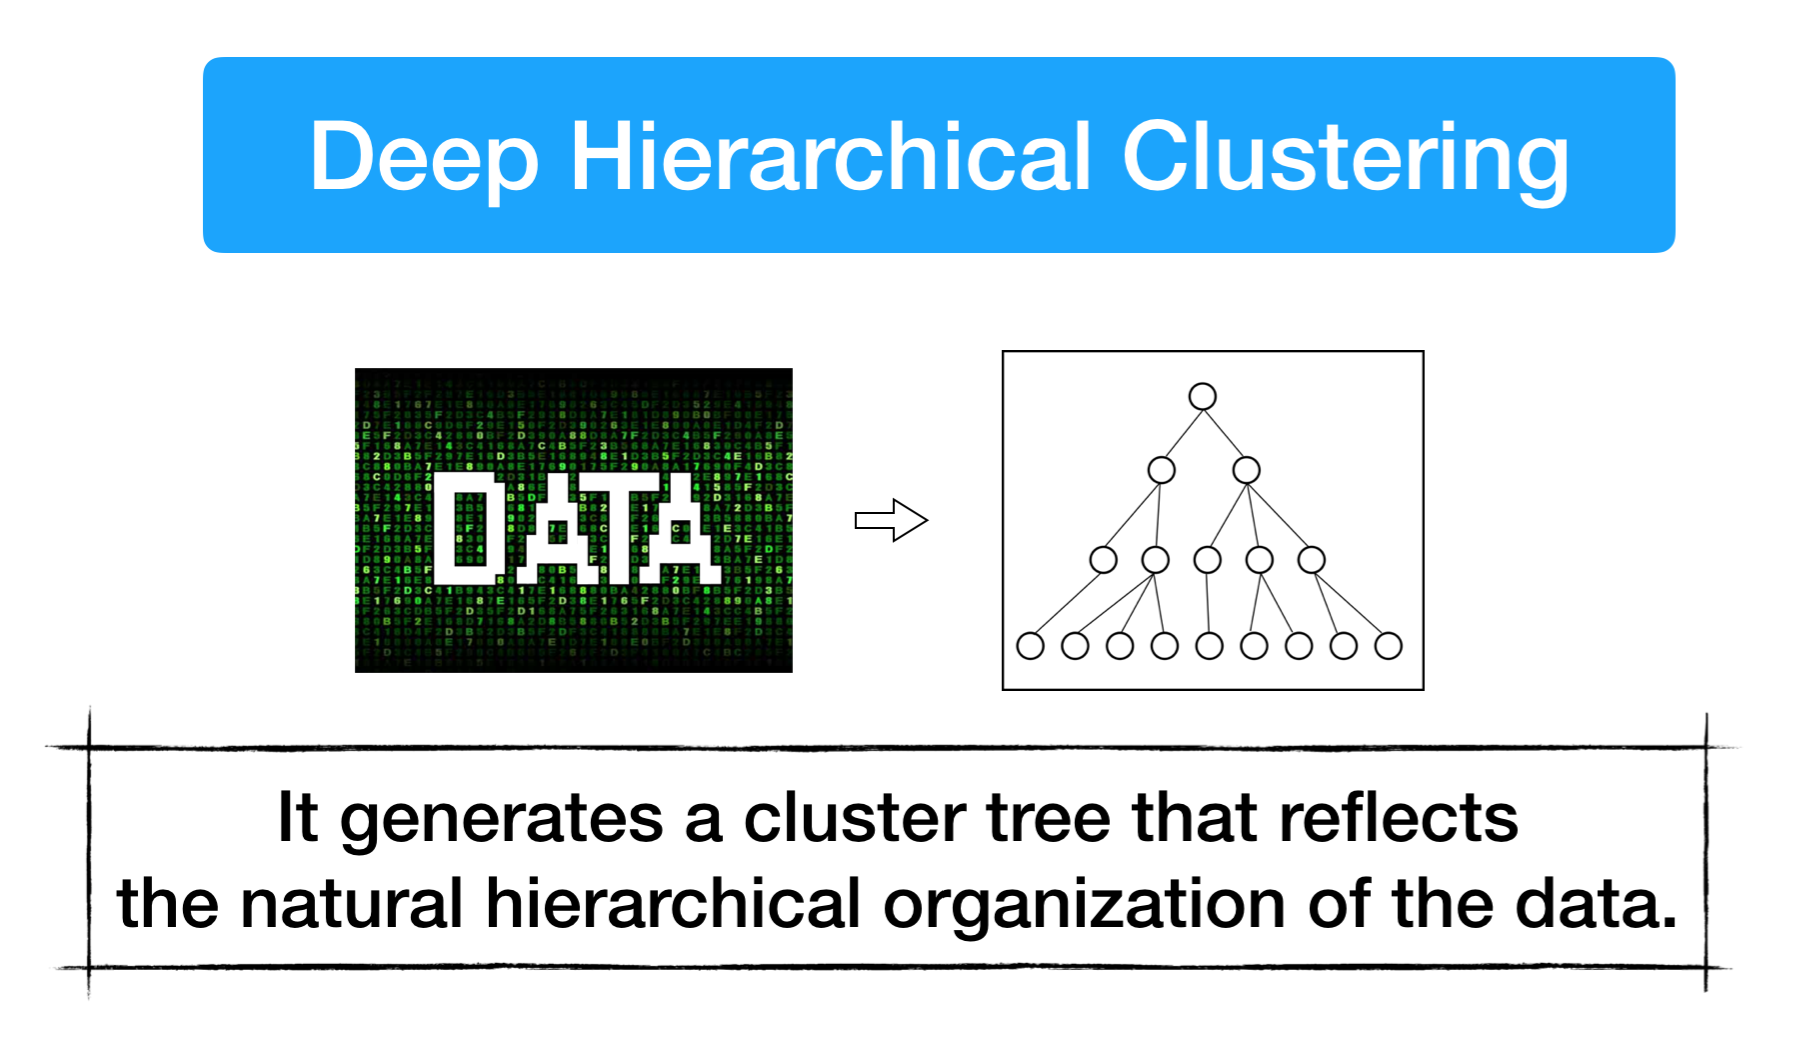 Deep Hierarchical Clustering
DATA
It generates a cluster tree that reflects
the natural hierarchical organization of the data.